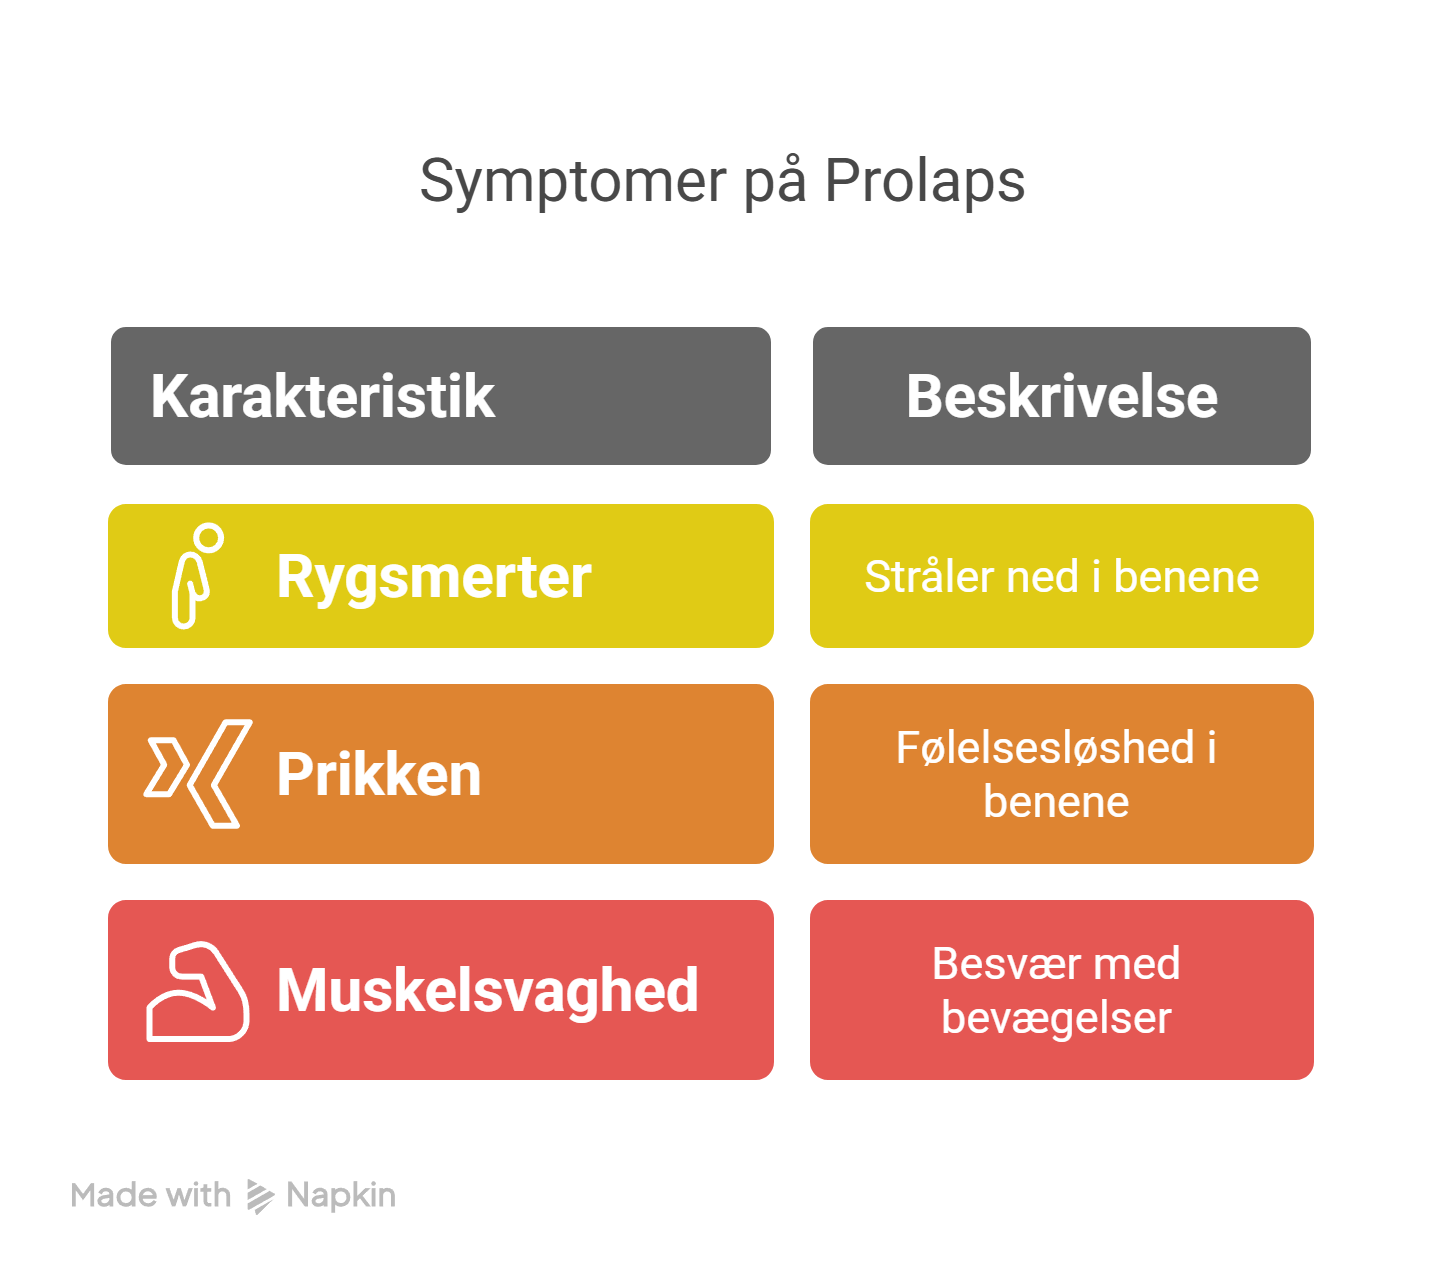 Symptomer på Prolaps
Karakteristik
Beskrivelse
Rygsmerter
Stråler ned i benene
Prikken
Følelsesløshed i
benene
Muskelsvaghed
Besvær med
bevægelser
Made with Napkin